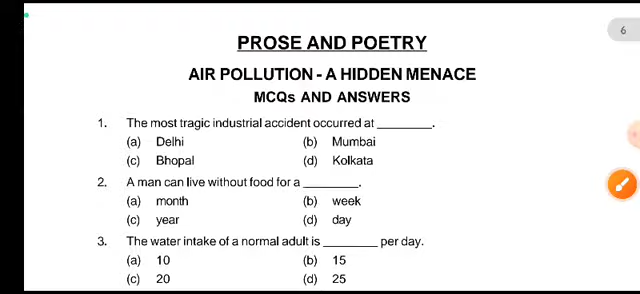 6
PROSE AND POETRY
AIR POLLUTION - A HIDDEN MENACE
MCQs AND ANSWERS
1. The most tragic industrial accident occurred at ________.
(a) Delhi (b) Mumbai
(c) Bhopal (d) Kolkata
2. A man can live without food for a ________.
(a) month (b) week
(c) year (d) day
3. The water intake of a normal adult is ________ per day.
(a) 10 (b) 15
(c) 20 (d) 25